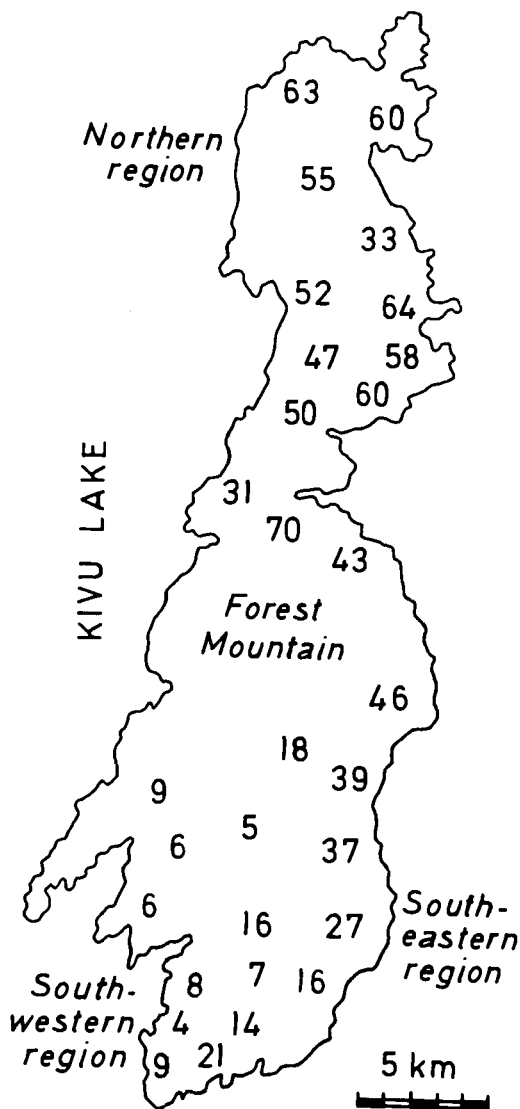 63
60
Northern
region
55
33
52
64
47
58
60
50
31
70
43
KIVU LAKE
Forest
Mountain
46
18
39
9
5
6
37
6
16
27
South-
eastern
region
8
7
16
South-
western
region
4
14
9
21
5 km